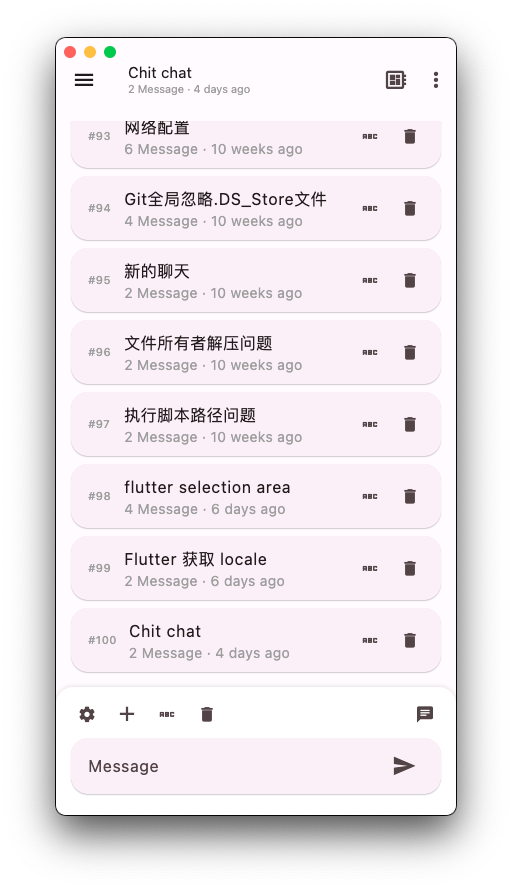 Chit chat
2 Message · 4 days ago
#93
网络配置
6 Message · 10 weeks ago
ABC
#94
Git全局忽略.DS_Store文件
4 Message · 10 weeks ago
ABC
#95
新的聊天
2 Message · 10 weeks ago
ABC
#96
文件所有者解压问题
2 Message · 10 weeks ago
ABC
#97
执行脚本路径问题
2 Message · 10 weeks ago
ABC
#98
flutter selection area
4 Message · 6 days ago
ABC
#99
Flutter 获取 locale
2 Message · 6 days ago
ABC
#100
Chit chat
2 Message · 4 days ago
ABC
ABC
Message